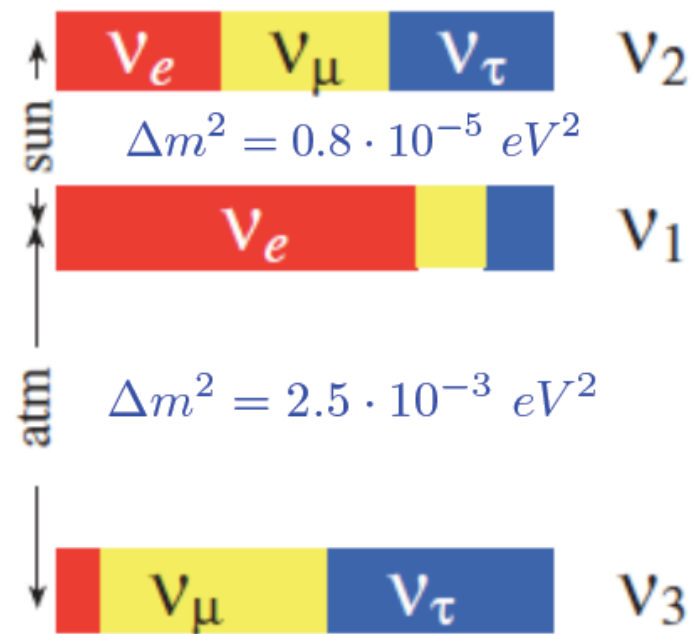 νe νμ ντ ν2
sun
Δm² = 0.8 · 10⁻⁵ eV²
νe ν1
atm
Δm² = 2.5 · 10⁻³ eV²
νμ ντ ν3